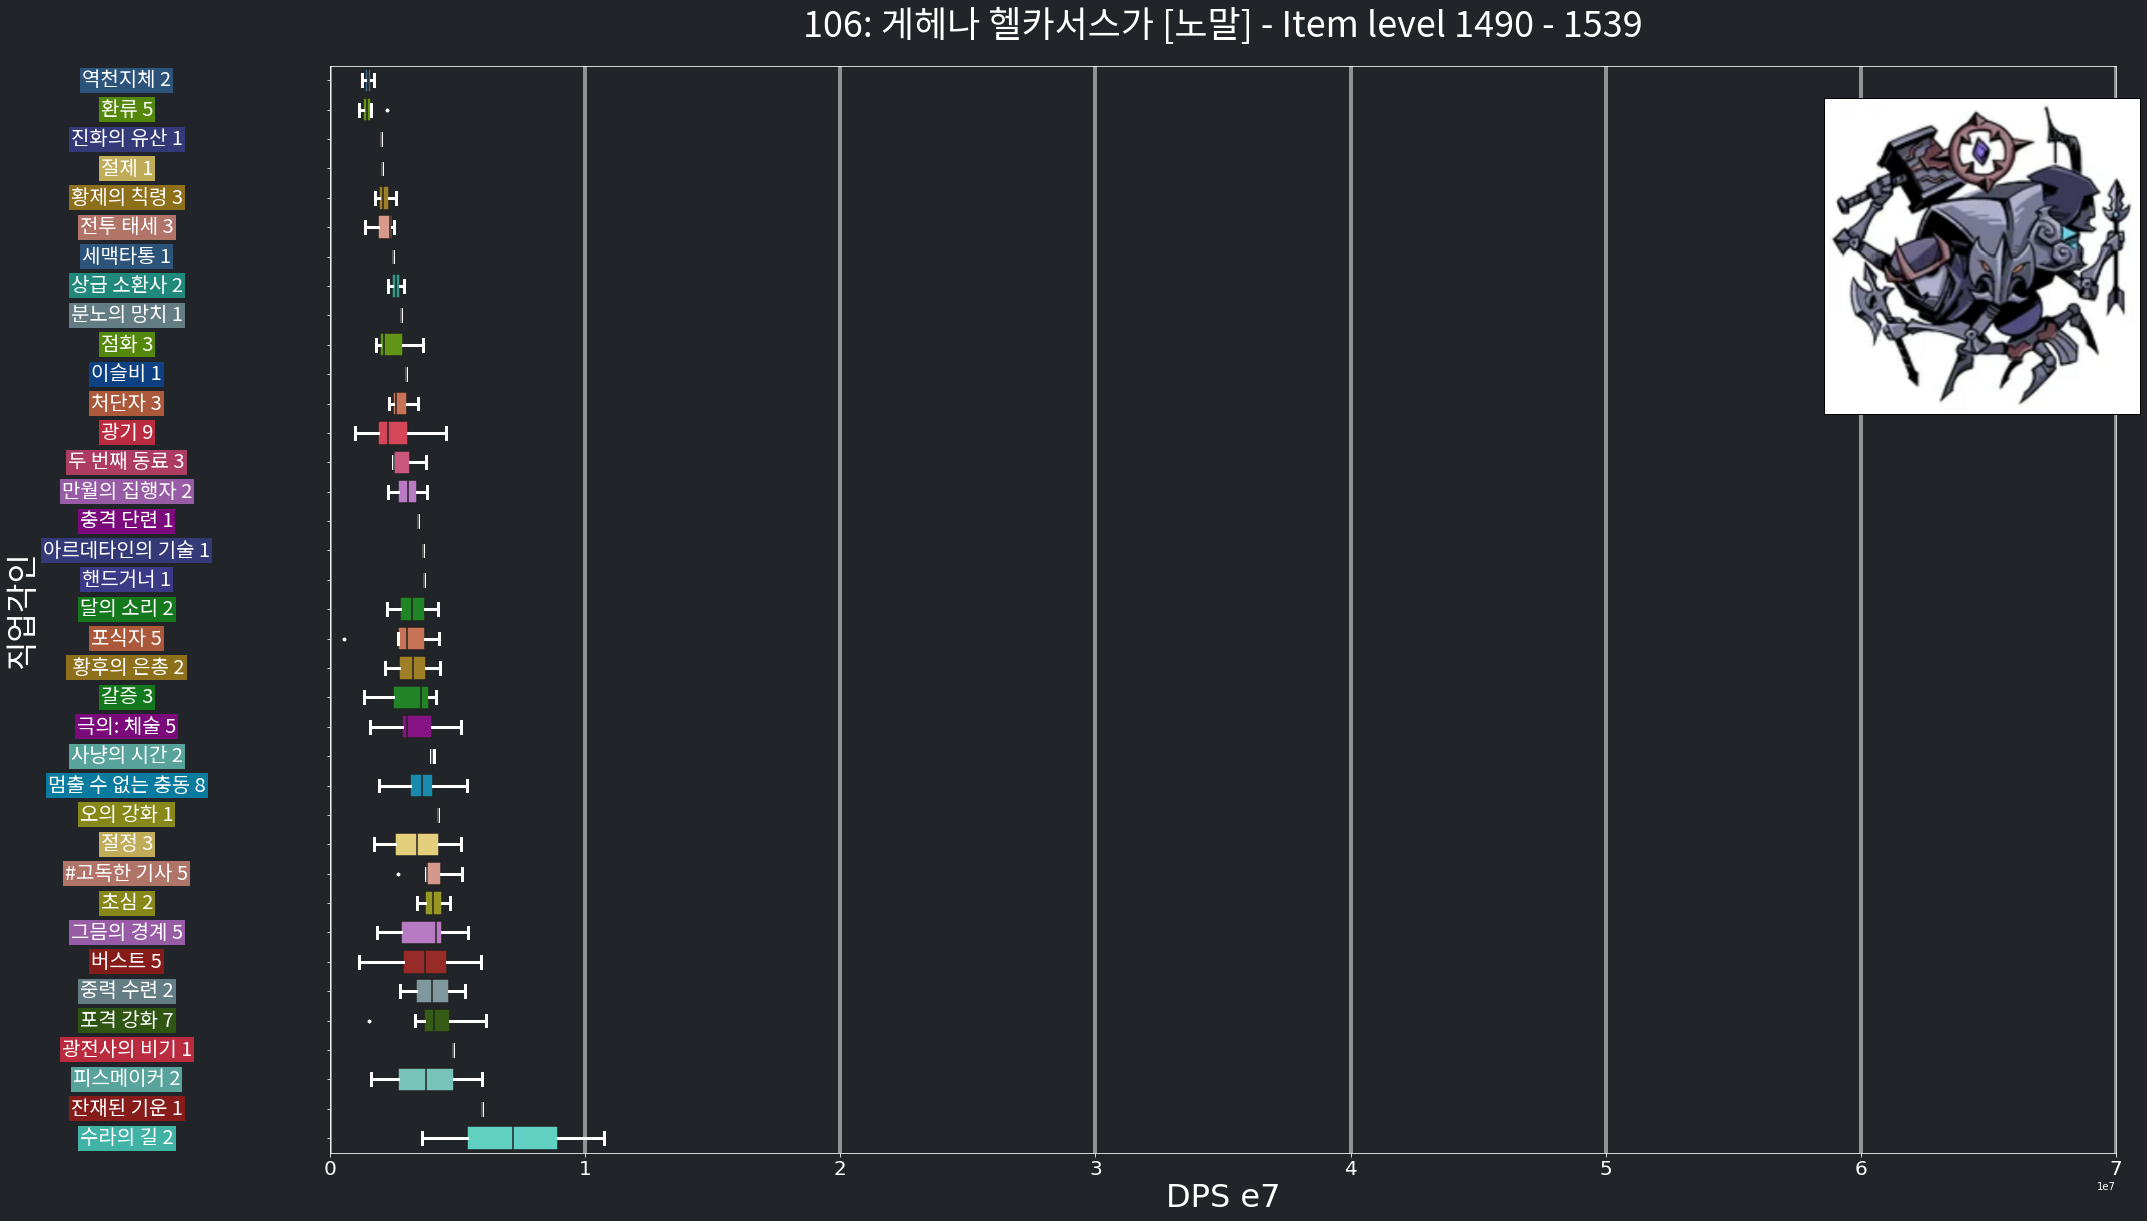 106: 게헤나 헬카서스가 [노말] - Item level 1490 - 1539
역천지체 2
환류 5
진화의 유산 1
절제 1
황제의 칙령 3
전투 태세 3
세맥타통 1
상급 소환사 2
분노의 망치 1
점화 3
이슬비 1
처단자 3
광기 9
두 번째 동료 3
만월의 집행자 2
충격 단련 1
아르데타인의 기술 1
핸드거너 1
달의 소리 2
포식자 5
황후의 은총 2
갈증 3
극의: 체술 5
사냥의 시간 2
멈출 수 없는 충동 8
오의 강화 1
절정 3
#고독한 기사 5
초심 2
그믐의 경계 5
버스트 5
중력 수련 2
포격 강화 7
광전사의 비기 1
피스메이커 2
잔재된 기운 1
수라의 길 2
직업각인
0 1 2 3 4 5 6 7
1e7
DPS e7